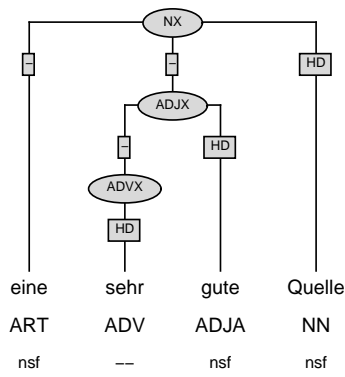 NX
– – HD
ADJX
– HD
ADVX
HD
eine sehr gute Quelle
ART ADV ADJA NN
nsf –– nsf nsf